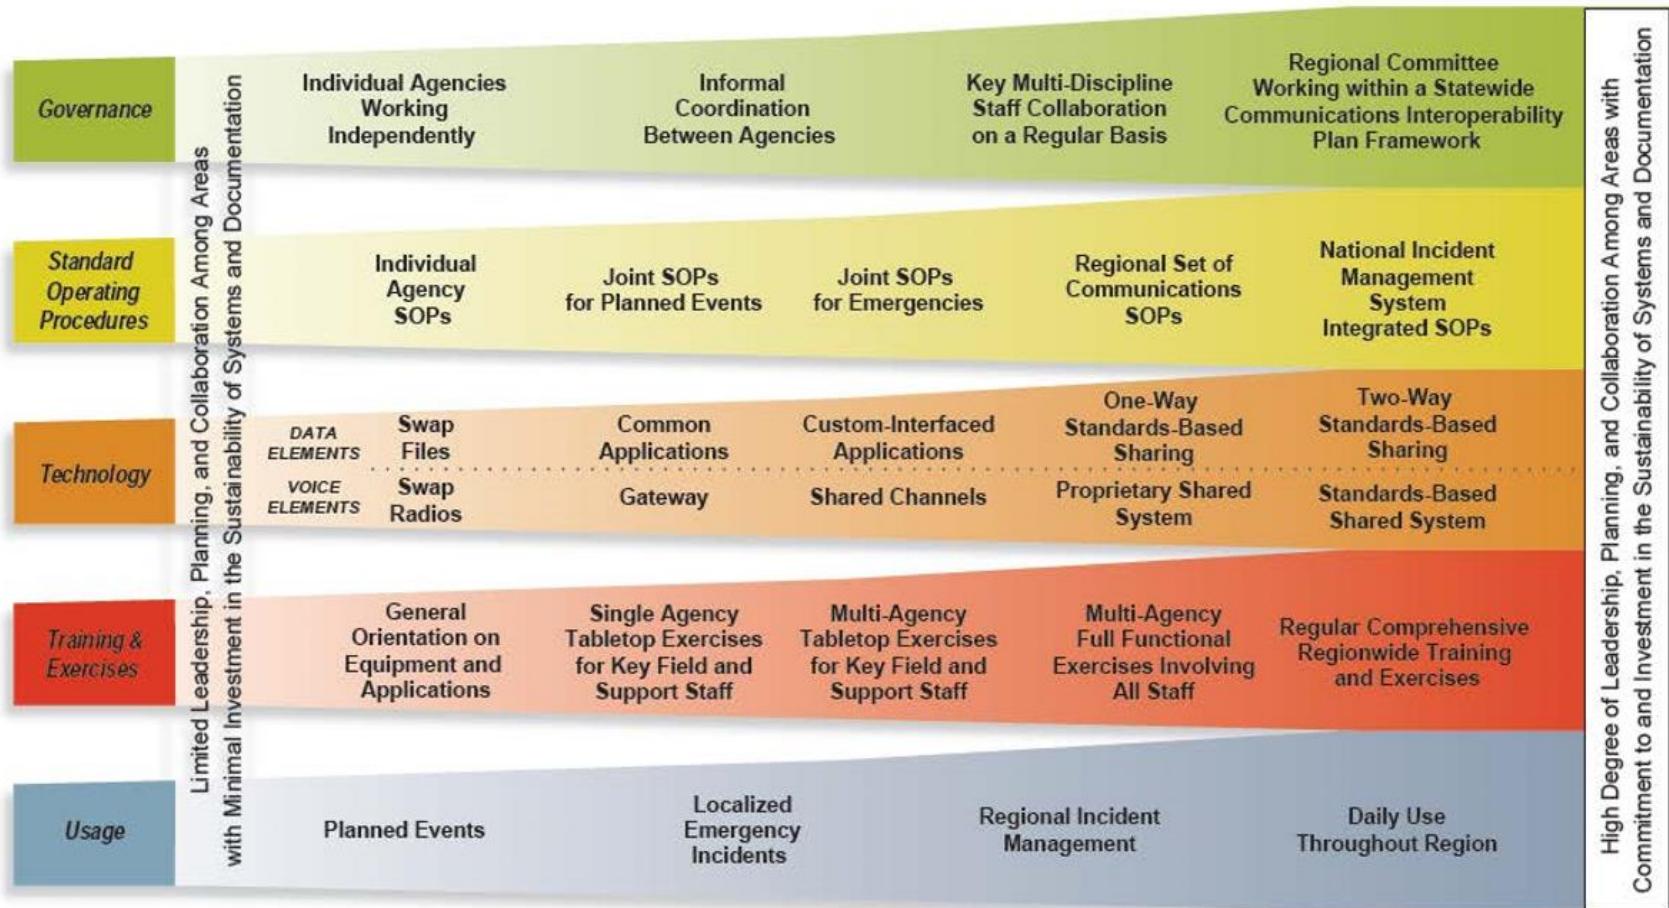 Governance
Individual Agencies
Working
Independently
Informal
Coordination
Between Agencies
Key Multi-Discipline
Staff Collaboration
on a Regular Basis
Regional Committee
Working within a Statewide
Communications Interoperability
Plan Framework
Standard
Operating
Procedures
Individual
Agency
SOPs
Joint SOPs
for Planned Events
Joint SOPs
for Emergencies
Regional Set of
Communications
SOPs
National Incident
Management
System
Integrated SOPs
Technology
DATA
ELEMENTS
Swap
Files
Common
Applications
Custom-Interfaced
Applications
One-Way
Standards-Based
Sharing
Two-Way
Standards-Based
Sharing
VOICE
ELEMENTS
Swap
Radios
Gateway
Shared Channels
Proprietary Shared
System
Standards-Based
Shared System
Training &
Exercises
General
Orientation on
Equipment and
Applications
Single Agency
Tabletop Exercises
for Key Field and
Support Staff
Multi-Agency
Tabletop Exercises
for Key Field and
Support Staff
Multi-Agency
Full Functional
Exercises Involving
All Staff
Regular Comprehensive
Regionwide Training
and Exercises
Usage
Planned Events
Localized
Emergency
Incidents
Regional Incident
Management
Daily Use
Throughout Region
Limited Leadership, Planning, and Collaboration Among Areas
with Minimal Investment in the Sustainability of Systems and Documentation
High Degree of Leadership, Planning, and Collaboration Among Areas with
Commitment to and Investment in the Sustainability of Systems and Documentation